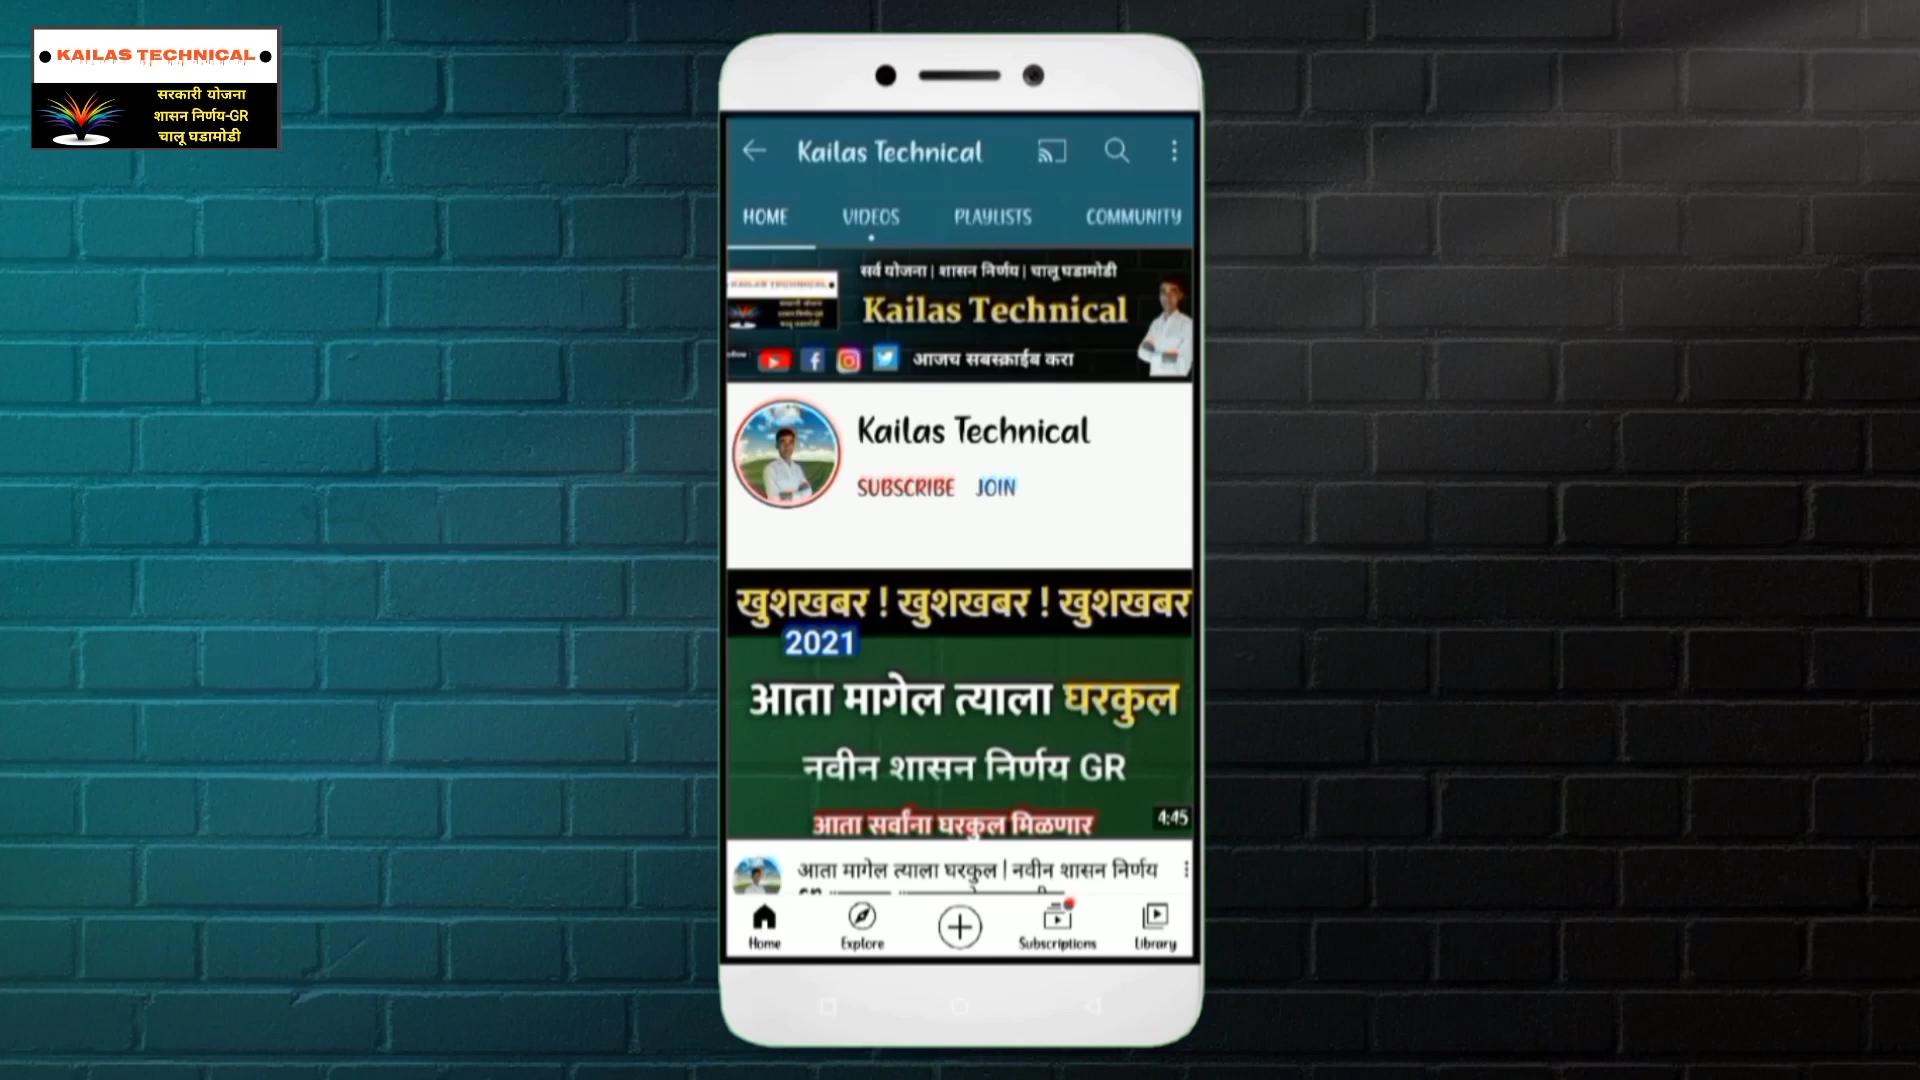 KAILAS TECHNICAL
सरकारी योजना
शासन निर्णय-GR
चालू घडामोडी
Kailas Technical
HOME VIDEOS PLAYLISTS COMMUNITY
सर्व योजना | शासन निर्णय | चालू घडामोडी
KAILAS TECHNICAL
Kailas Technical
आजच सबस्क्राईब करा
Kailas Technical
SUBSCRIBE JOIN
खुशखबर ! खुशखबर ! खुशखबर
2021
आता मागेल त्याला घरकुल
नवीन शासन निर्णय GR
आता सर्वांना घरकुल मिळणार
4:45
आता मागेल त्याला घरकुल | नवीन शासन निर्णय
Home Explore Subscriptions Library